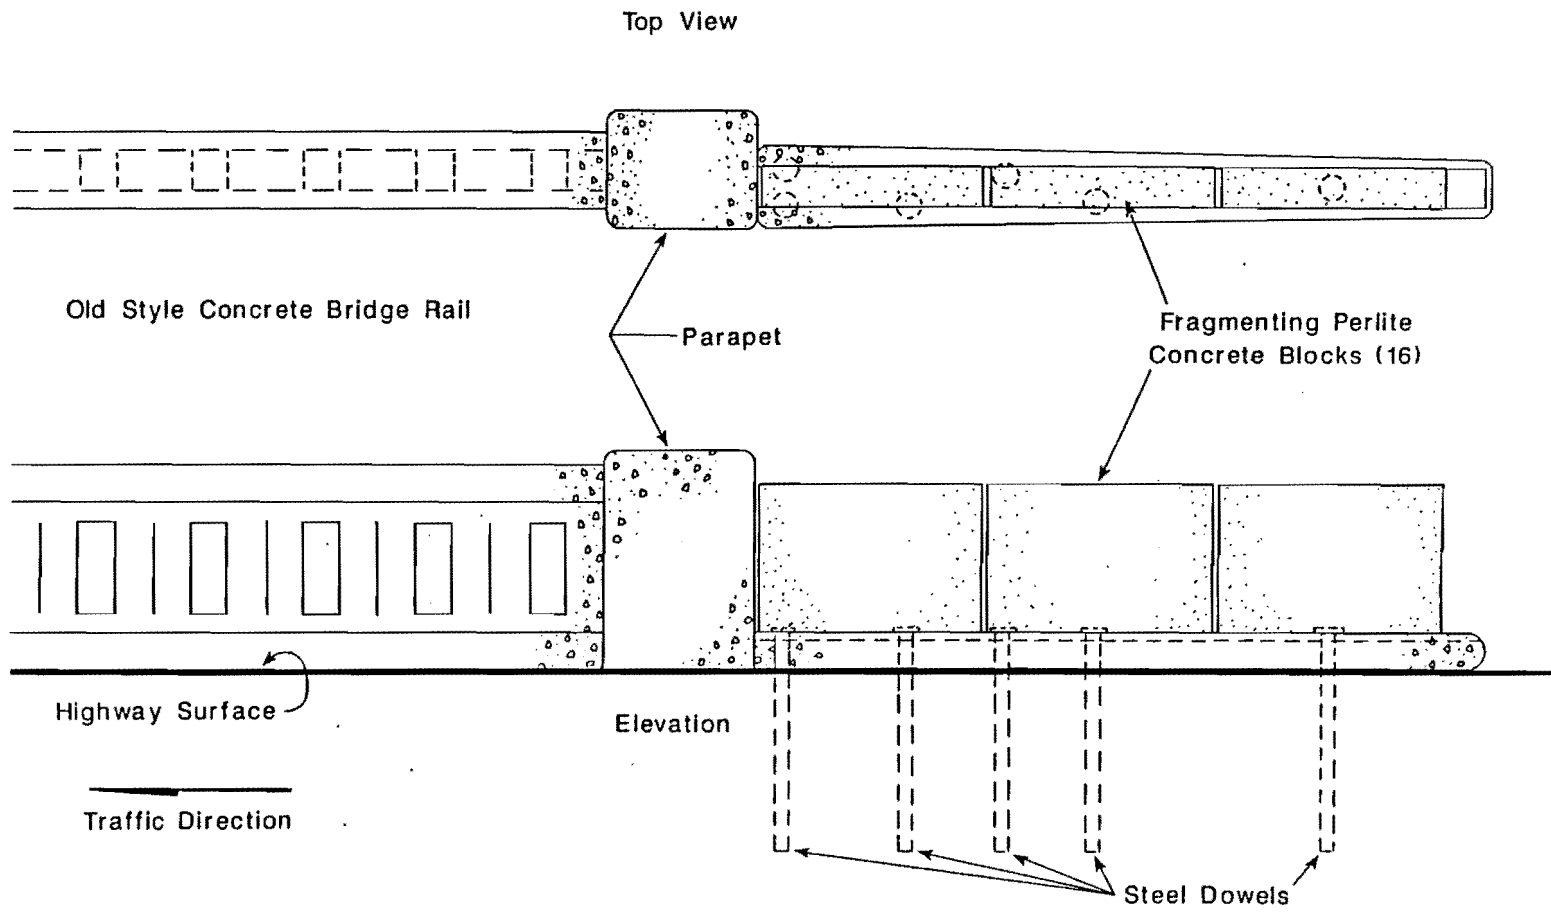 Top View
Old Style Concrete Bridge Rail
Parapet
Fragmenting Perlite
Concrete Blocks (16)
Highway Surface
Elevation
Traffic Direction
Steel Dowels